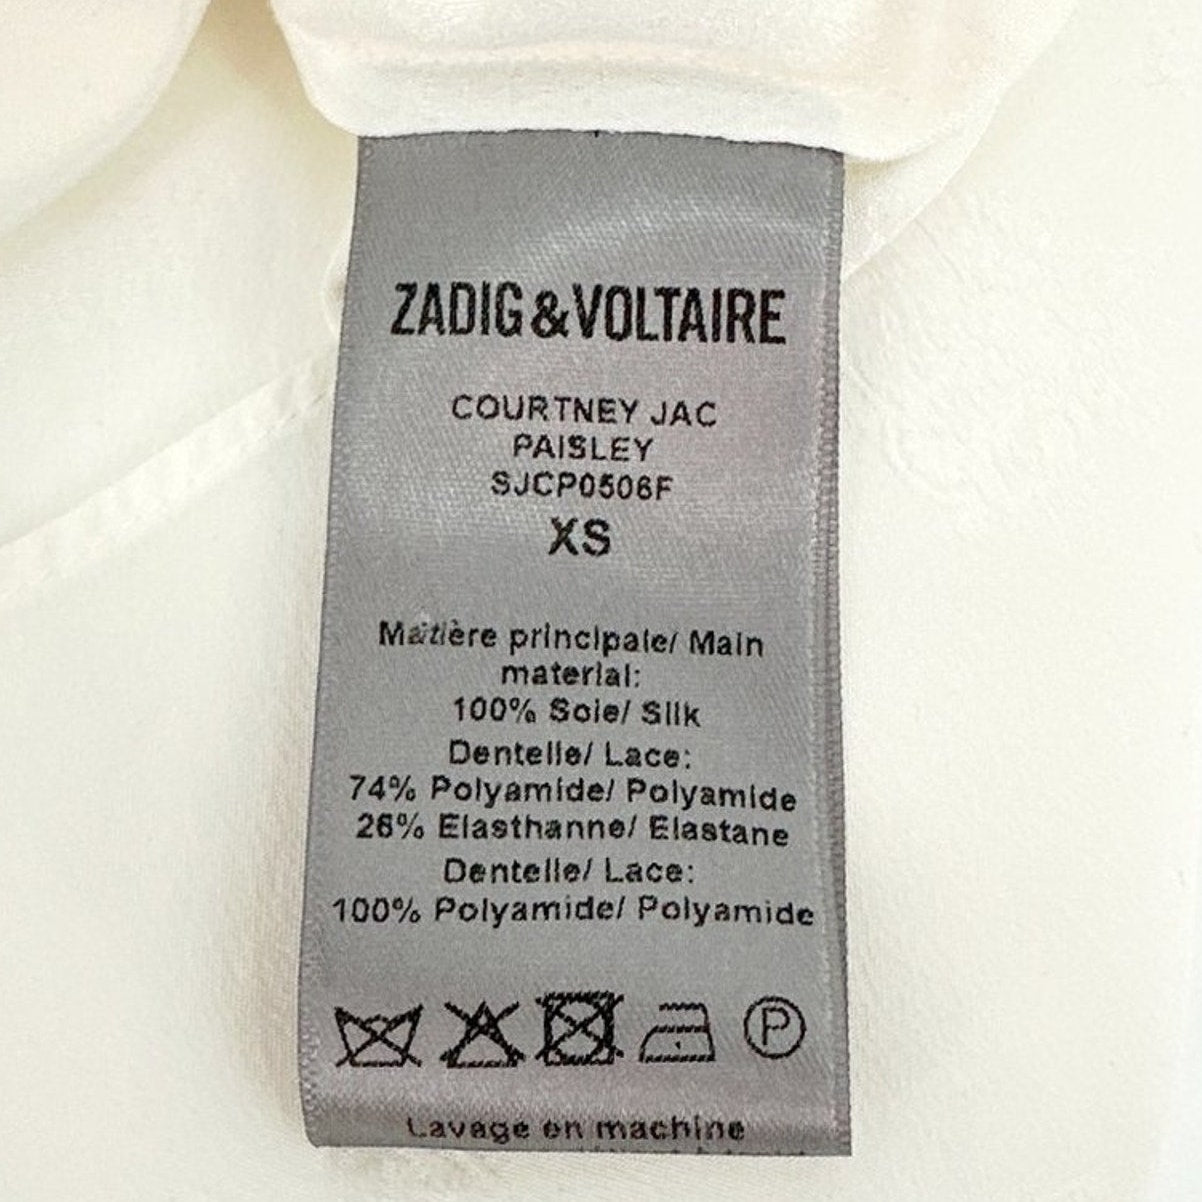 ZADIG&VOLTAIRE
COURTNEY JAC
PAISLEY
SJCP0506F
XS
Matière principale/ Main
material:
100% Soie/ Silk
Dentelle/ Lace:
74% Polyamide/ Polyamide
26% Elasthanne/ Elastane
Dentelle/ Lace:
100% Polyamide/ Polyamide
P
Lavage en machine